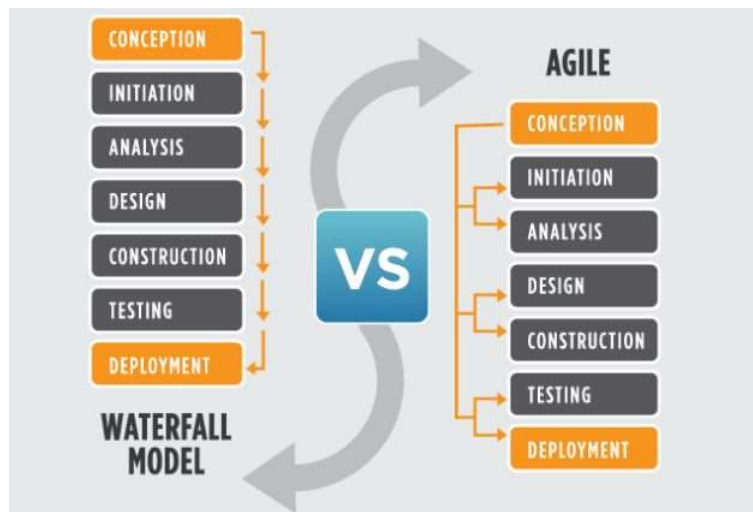 CONCEPTION
INITIATION
ANALYSIS
DESIGN
CONSTRUCTION
TESTING
DEPLOYMENT
WATERFALL
MODEL
VS
AGILE
CONCEPTION
INITIATION
ANALYSIS
DESIGN
CONSTRUCTION
TESTING
DEPLOYMENT